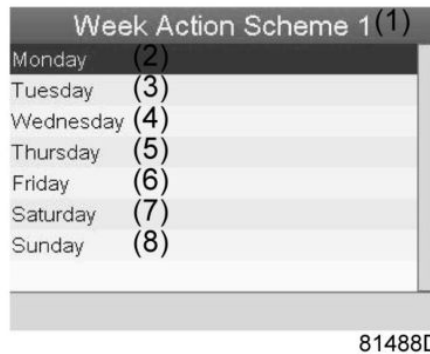 Week Action Scheme 1(1)
Monday (2)
Tuesday (3)
Wednesday (4)
Thursday (5)
Friday (6)
Saturday (7)
Sunday (8)
81488D